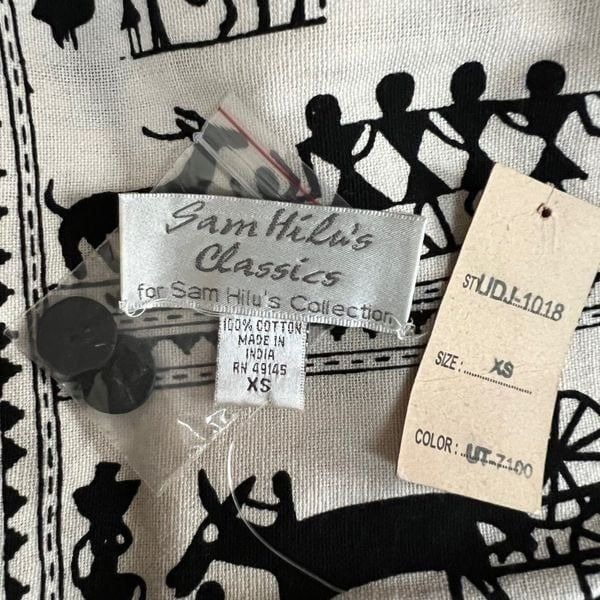 Sam Hilu's
Classics
for Sam Hilu's Collection
100% COTTON
MADE IN
INDIA
RN 49145
XS
ST UDJ-1018
SIZE: XS
COLOR: UT-7100